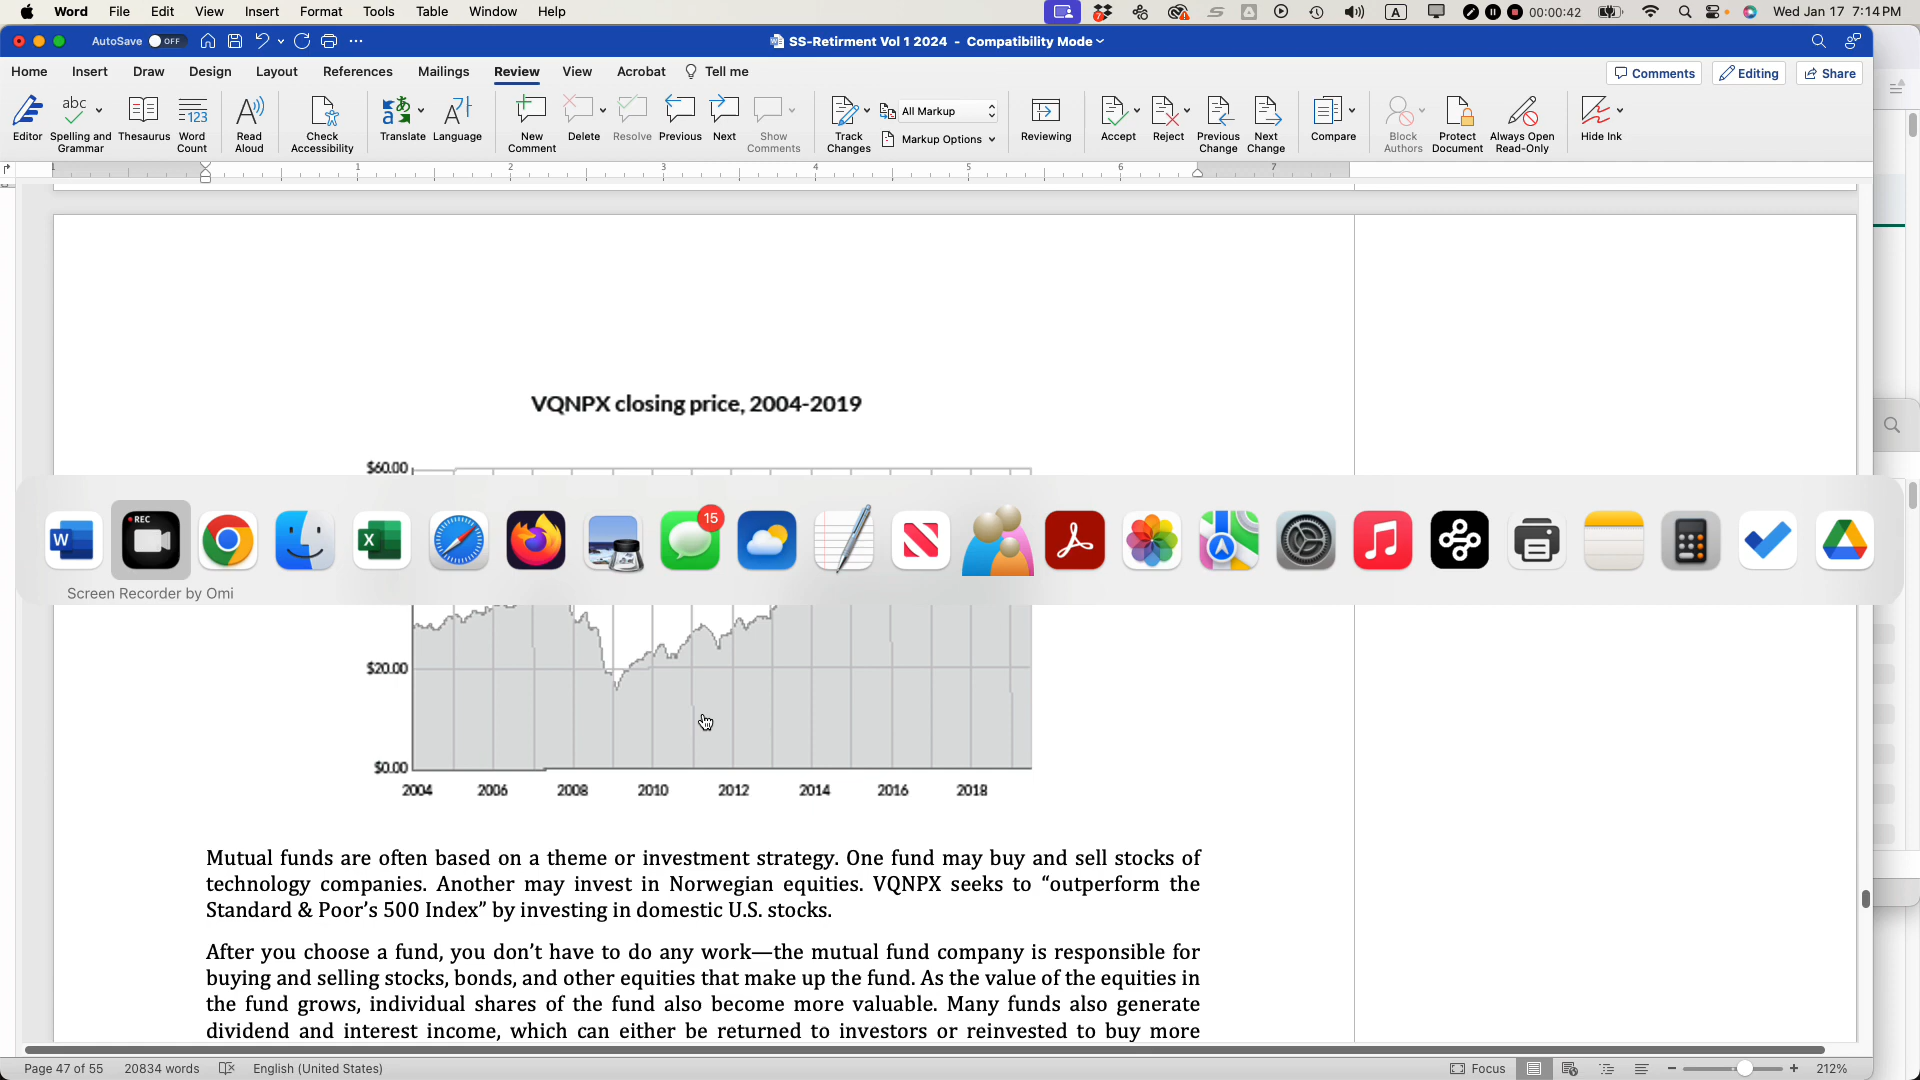 Word File Edit View Insert Format Tools Table Window Help
7 A 00:00:42 Wed Jan 17 7:14 PM
AutoSave OFF
SS-Retirment Vol 1 2024 - Compatibility Mode
Home Insert Draw Design Layout References Mailings Review View Acrobat Tell me
Comments Editing Share
Editor
abc Spelling and Grammar
Thesaurus
123 Word Count
Read Aloud
Check Accessibility
Translate
Language
New Comment
Delete
Resolve
Previous
Next
Show Comments
Track Changes
All Markup
Markup Options
Reviewing
Accept
Reject
Previous Change
Next Change
Compare
Block Authors
Protect Document
Always Open Read-Only
Hide Ink
1 1 2 3 4 5 6 7
VQNPX closing price, 2004-2019
$60.00
W REC X 15
Screen Recorder by Omi
$20.00
$0.00
2004 2006 2008 2010 2012 2014 2016 2018
Mutual funds are often based on a theme or investment strategy. One fund may buy and sell stocks of
technology companies. Another may invest in Norwegian equities. VQNPX seeks to “outperform the
Standard & Poor’s 500 Index” by investing in domestic U.S. stocks.
After you choose a fund, you don’t have to do any work—the mutual fund company is responsible for
buying and selling stocks, bonds, and other equities that make up the fund. As the value of the equities in
the fund grows, individual shares of the fund also become more valuable. Many funds also generate
dividend and interest income, which can either be returned to investors or reinvested to buy more
Page 47 of 55 20834 words English (United States) Focus 212%